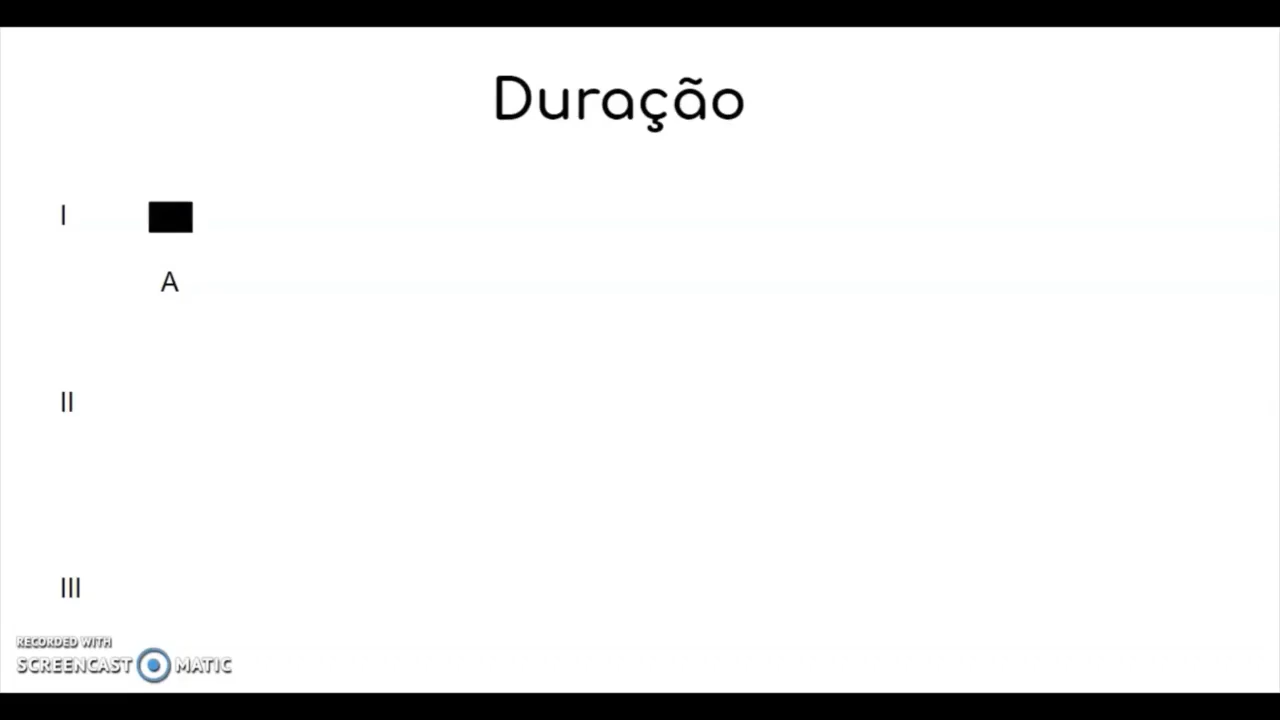 Duração
I
A
II
III
RECORDED WITH
SCREENCAST MATIC